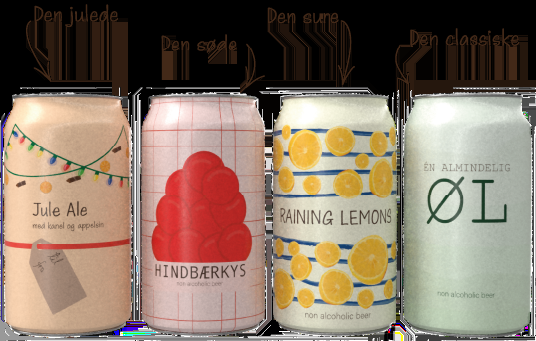 Den julede
Den søde
Den sure
Den classiske
Jule Ale
med kanel og appelsin
HINDBÆRKYS
non alcoholic beer
RAINING LEMONS
non alcoholic beer
ÉN ALMINDELIG
ØL
non alcoholic beer